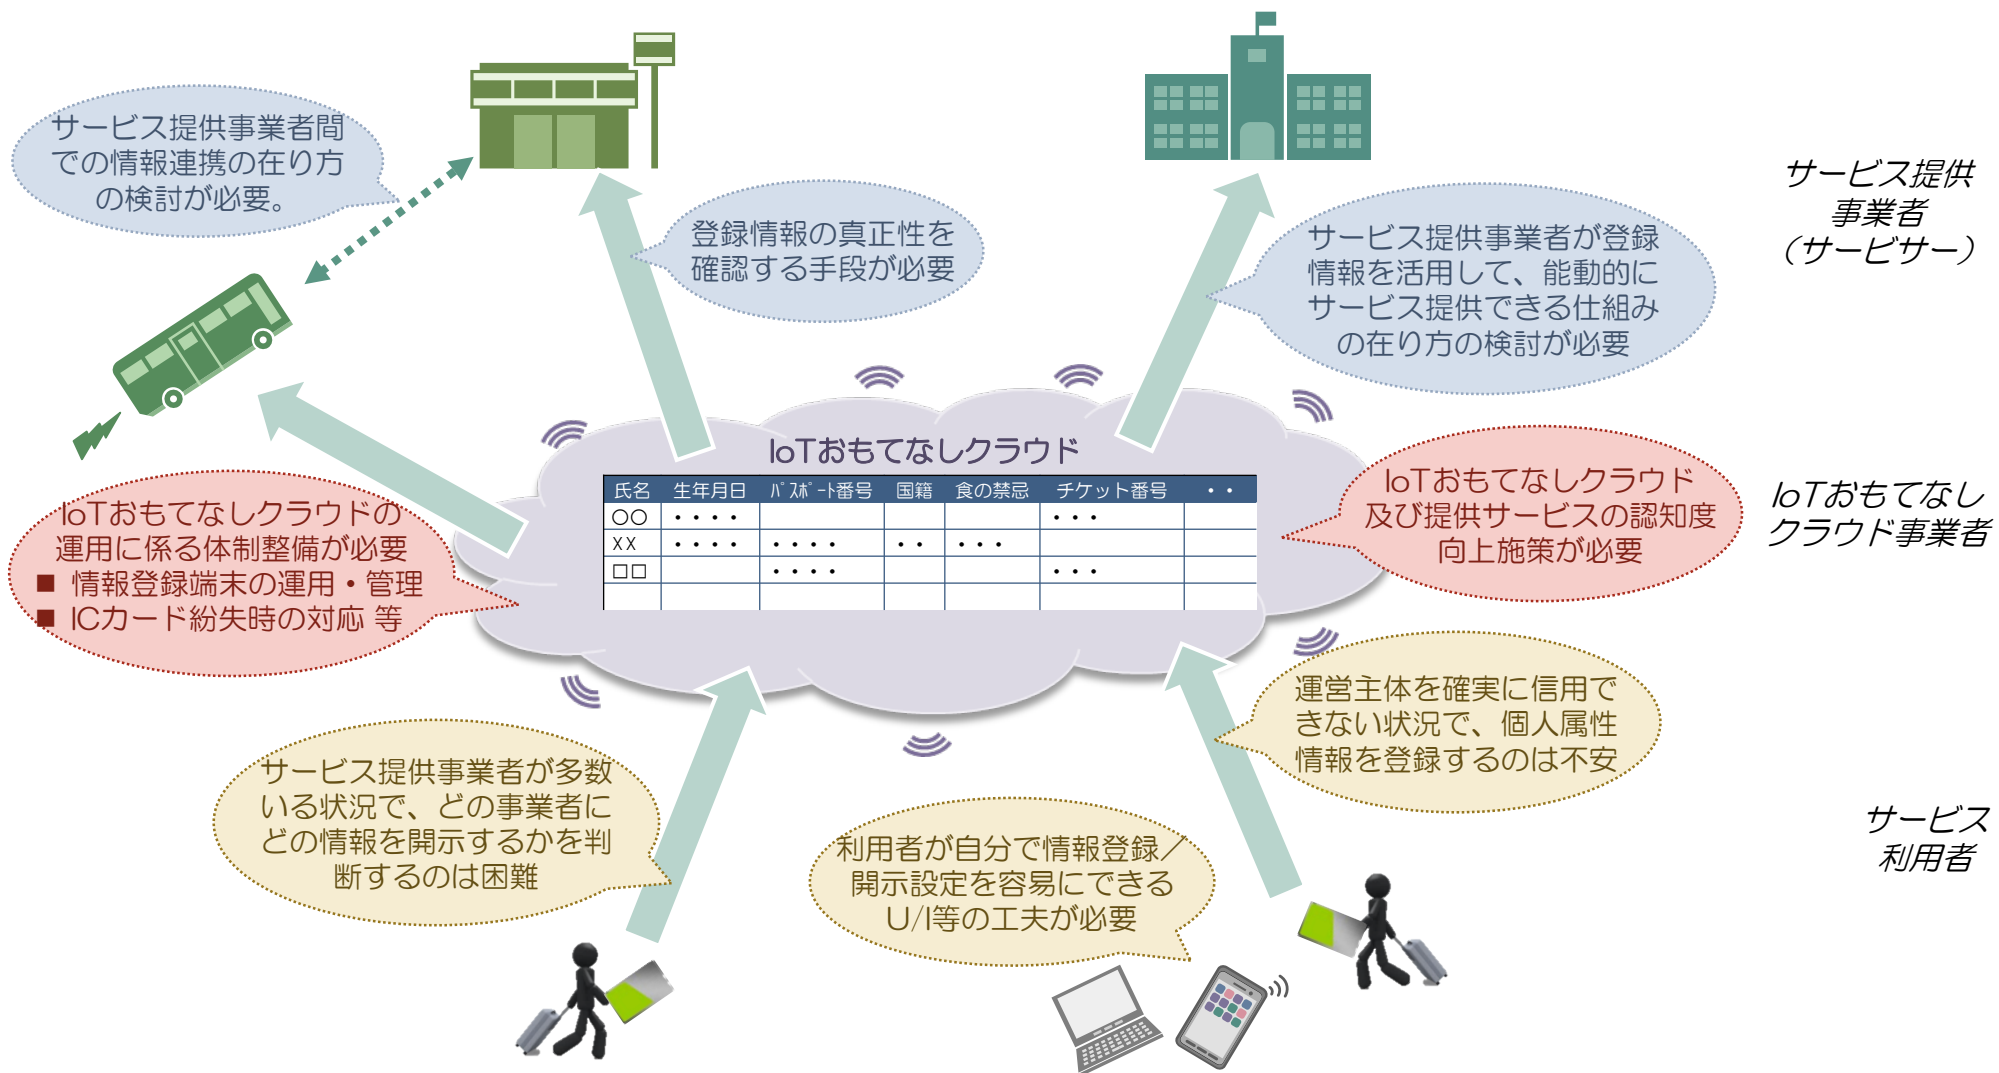 サービス提供事業者間
での情報連携の在り方
の検討が必要。
登録情報の真正性を
確認する手段が必要
サービス提供事業者が登録
情報を活用して、能動的に
サービス提供できる仕組み
の在り方の検討が必要
サービス提供
事業者
（サービサー）
IoTおもてなしクラウド
氏名 生年月日 ﾊﾟｽﾎﾟｰﾄ番号 国籍 食の禁忌 チケット番号 ・・
〇〇 ・・・・ ・・・
XX ・・・・ ・・・・ ・・ ・・・
□□ ・・・・ ・・・
IoTおもてなしクラウドの
運用に係る体制整備が必要
■ 情報登録端末の運用・管理
■ ICカード紛失時の対応 等
IoTおもてなしクラウド
及び提供サービスの認知度
向上施策が必要
IoTおもてなし
クラウド事業者
サービス提供事業者が多数
いる状況で、どの事業者に
どの情報を開示するかを判
断するのは困難
利用者が自分で情報登録／
開示設定を容易にできる
U/I等の工夫が必要
運営主体を確実に信用で
きない状況で、個人属性
情報を登録するのは不安
サービス
利用者